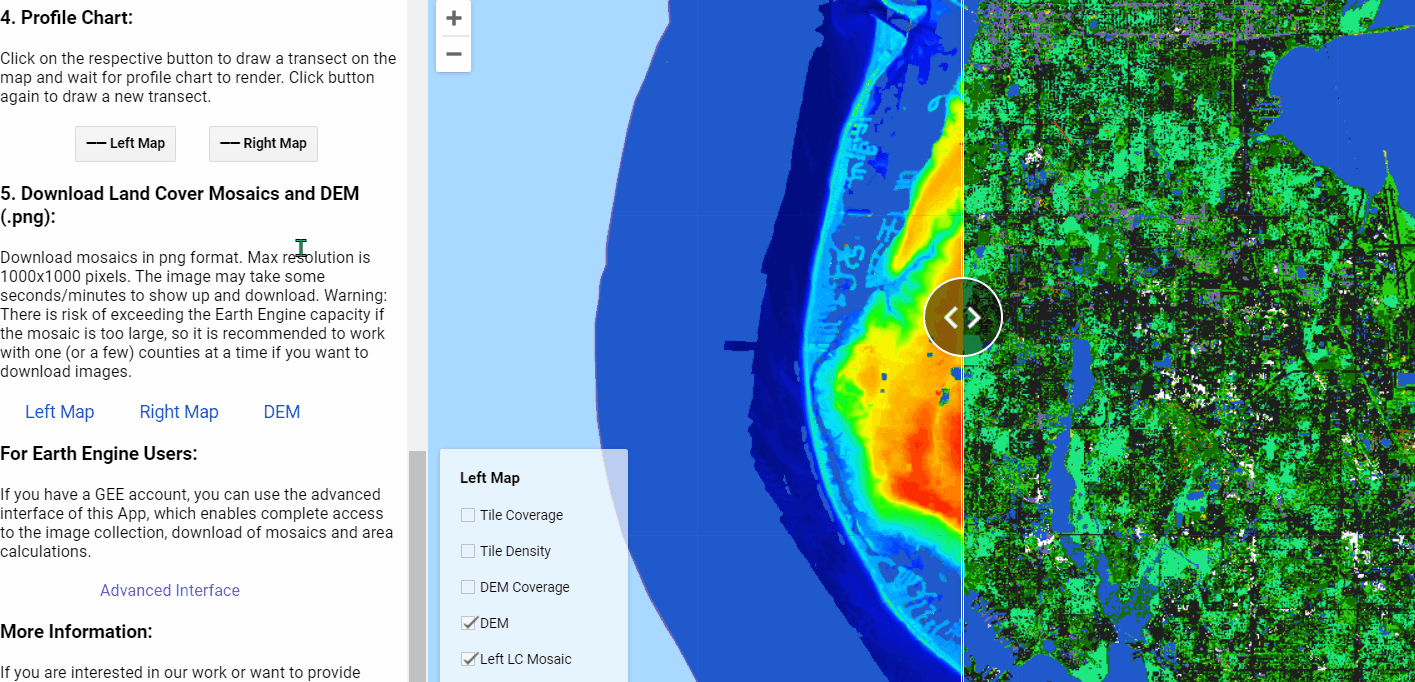 4. Profile Chart:
Click on the respective button to draw a transect on the
map and wait for profile chart to render. Click button
again to draw a new transect.
Left Map
Right Map
5. Download Land Cover Mosaics and DEM
(.png):
Download mosaics in png format. Max resolution is
1000x1000 pixels. The image may take some
seconds/minutes to show up and download. Warning:
There is risk of exceeding the Earth Engine capacity if
the mosaic is too large, so it is recommended to work
with one (or a few) counties at a time if you want to
download images.
Left Map
Right Map
DEM
For Earth Engine Users:
If you have a GEE account, you can use the advanced
interface of this App, which enables complete access
to the image collection, download of mosaics and area
calculations.
Advanced Interface
More Information:
If you are interested in our work or want to provide
Left Map
Tile Coverage
Tile Density
DEM Coverage
DEM
Left LC Mosaic